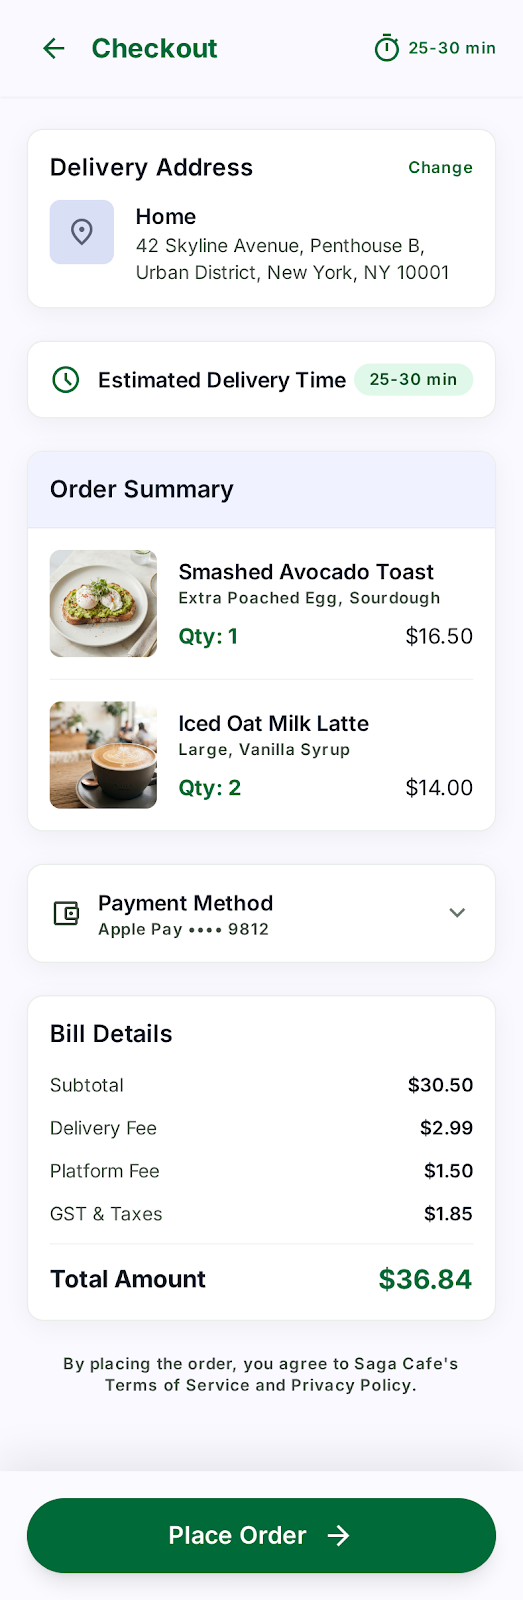 Checkout
25-30 min
Delivery Address
Change
Home
42 Skyline Avenue, Penthouse B,
Urban District, New York, NY 10001
Estimated Delivery Time
25-30 min
Order Summary
Smashed Avocado Toast
Extra Poached Egg, Sourdough
Qty: 1
$16.50
Iced Oat Milk Latte
Large, Vanilla Syrup
Qty: 2
$14.00
Payment Method
Apple Pay •••• 9812
Bill Details
Subtotal
$30.50
Delivery Fee
$2.99
Platform Fee
$1.50
GST & Taxes
$1.85
Total Amount
$36.84
By placing the order, you agree to Saga Cafe's
Terms of Service and Privacy Policy.
Place Order